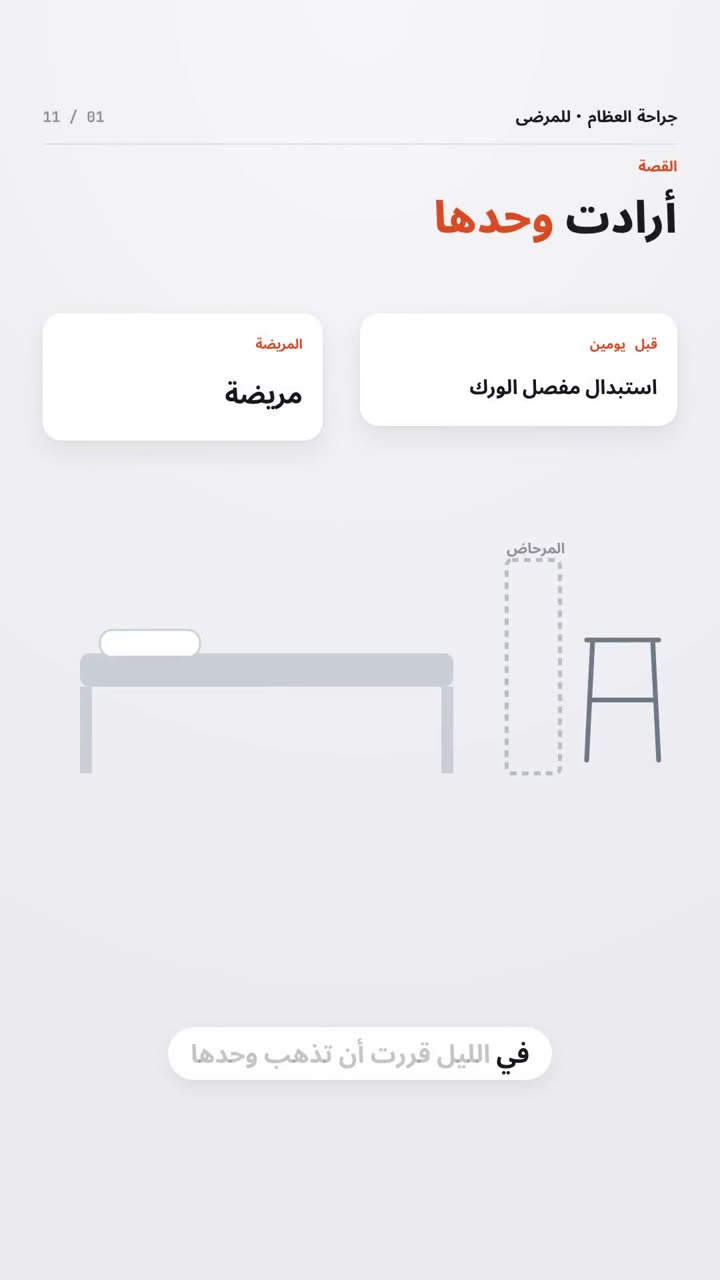 جراحة العظام · للمرضى
01 / 11
القصة
أرادت وحدها
قبل يومين
استبدال مفصل الورك
المريضة
مريضة
المرحاض
في الليل قررت أن تذهب وحدها